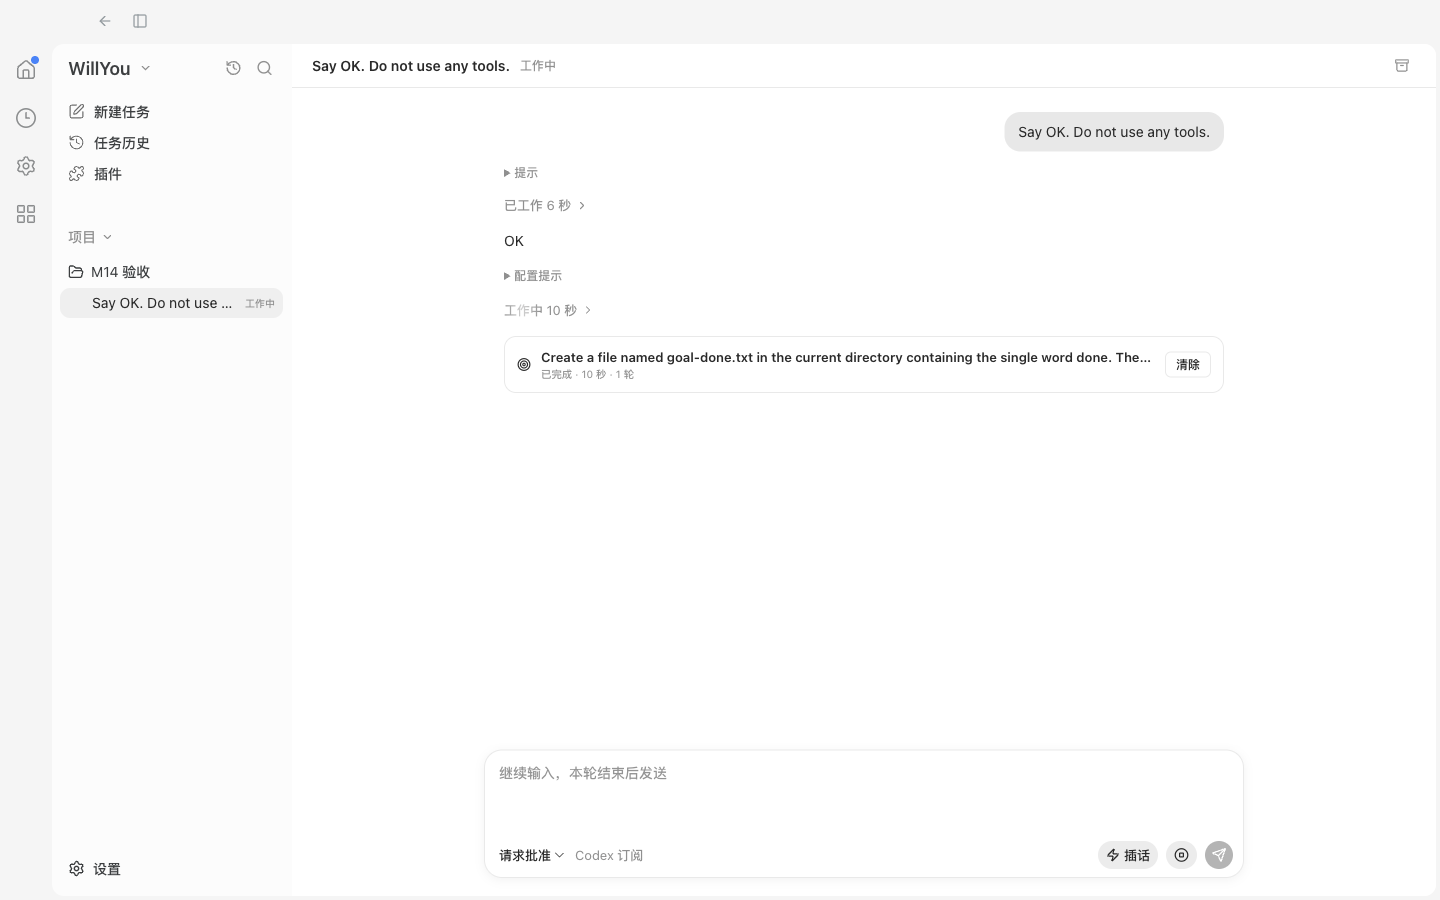 WillYou
新建任务
任务历史
插件
项目
M14 验收
Say OK. Do not use ... 工作中
设置
Say OK. Do not use any tools. 工作中
Say OK. Do not use any tools.
提示
已工作 6 秒
OK
配置提示
工作中 10 秒
Create a file named goal-done.txt in the current directory containing the single word done. The...
已完成 · 10 秒 · 1 轮
清除
继续输入，本轮结束后发送
请求批准 Codex 订阅 插话